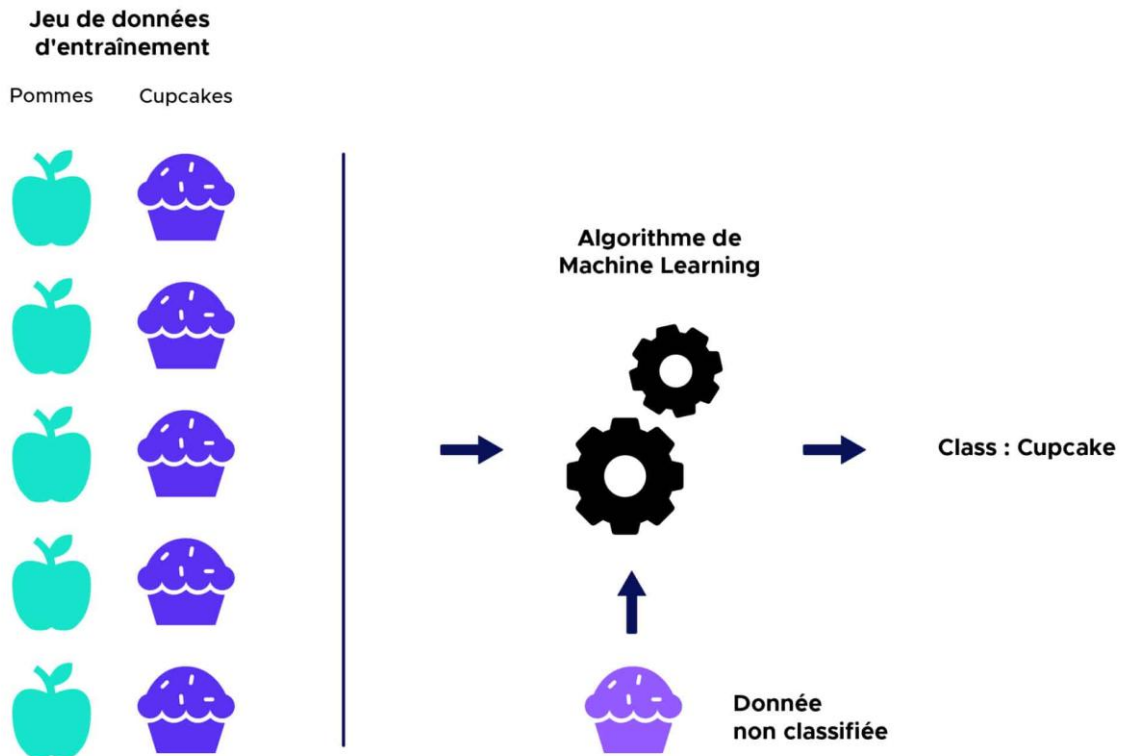 Jeu de données
d'entraînement
Pommes Cupcakes
Algorithme de
Machine Learning
Class : Cupcake
Donnée
non classifiée